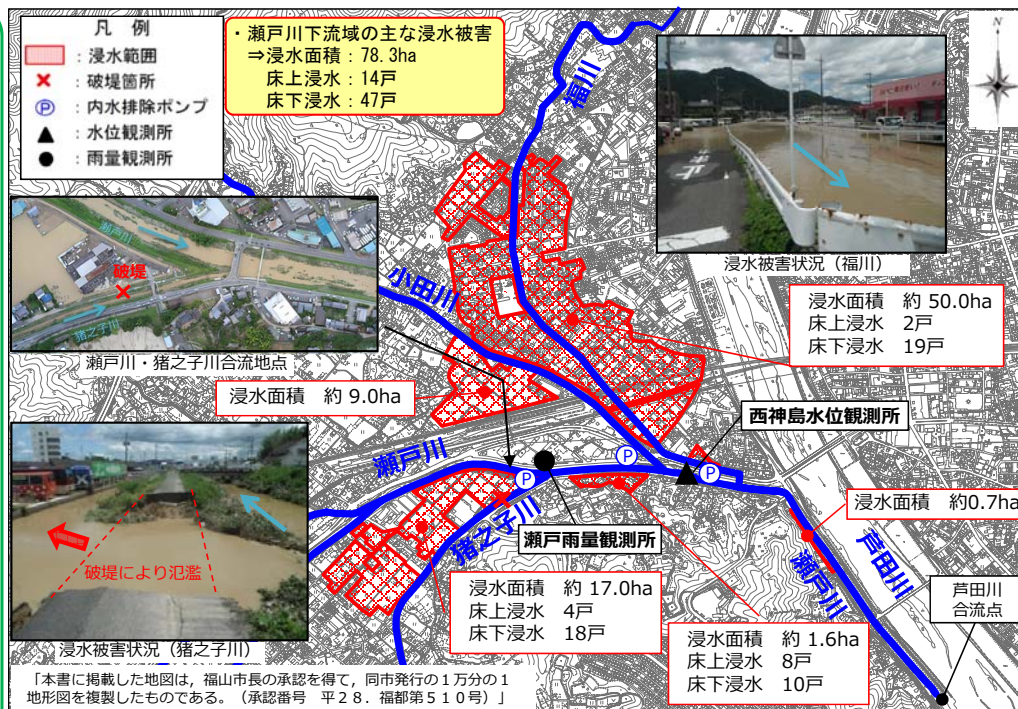 凡 例
：浸水範囲
：破堤箇所
Ⓟ ：内水排除ポンプ
：水位観測所
：雨量観測所
・瀬戸川下流域の主な浸水被害
⇒浸水面積：78.3ha
床上浸水：14戸
床下浸水：47戸
福川
N
浸水被害状況（福川）
瀬戸川
破堤
猪之子川
瀬戸川・猪之子川合流地点
小田川
浸水面積 約 50.0ha
床上浸水 2戸
床下浸水 19戸
浸水面積 約 9.0ha
西神島水位観測所
瀬戸川
P
P
P
浸水面積 約0.7ha
破堤により氾濫
浸水被害状況（猪之子川）
猪之子川
瀬戸雨量観測所
芦田川
瀬戸川
浸水面積 約 17.0ha
床上浸水 4戸
床下浸水 18戸
浸水面積 約 1.6ha
床上浸水 8戸
床下浸水 10戸
芦田川
合流点
「本書に掲載した地図は，福山市長の承認を得て，同市発行の１万分の１
地形図を複製したものである。（承認番号 平２８．福都第５１０号）」